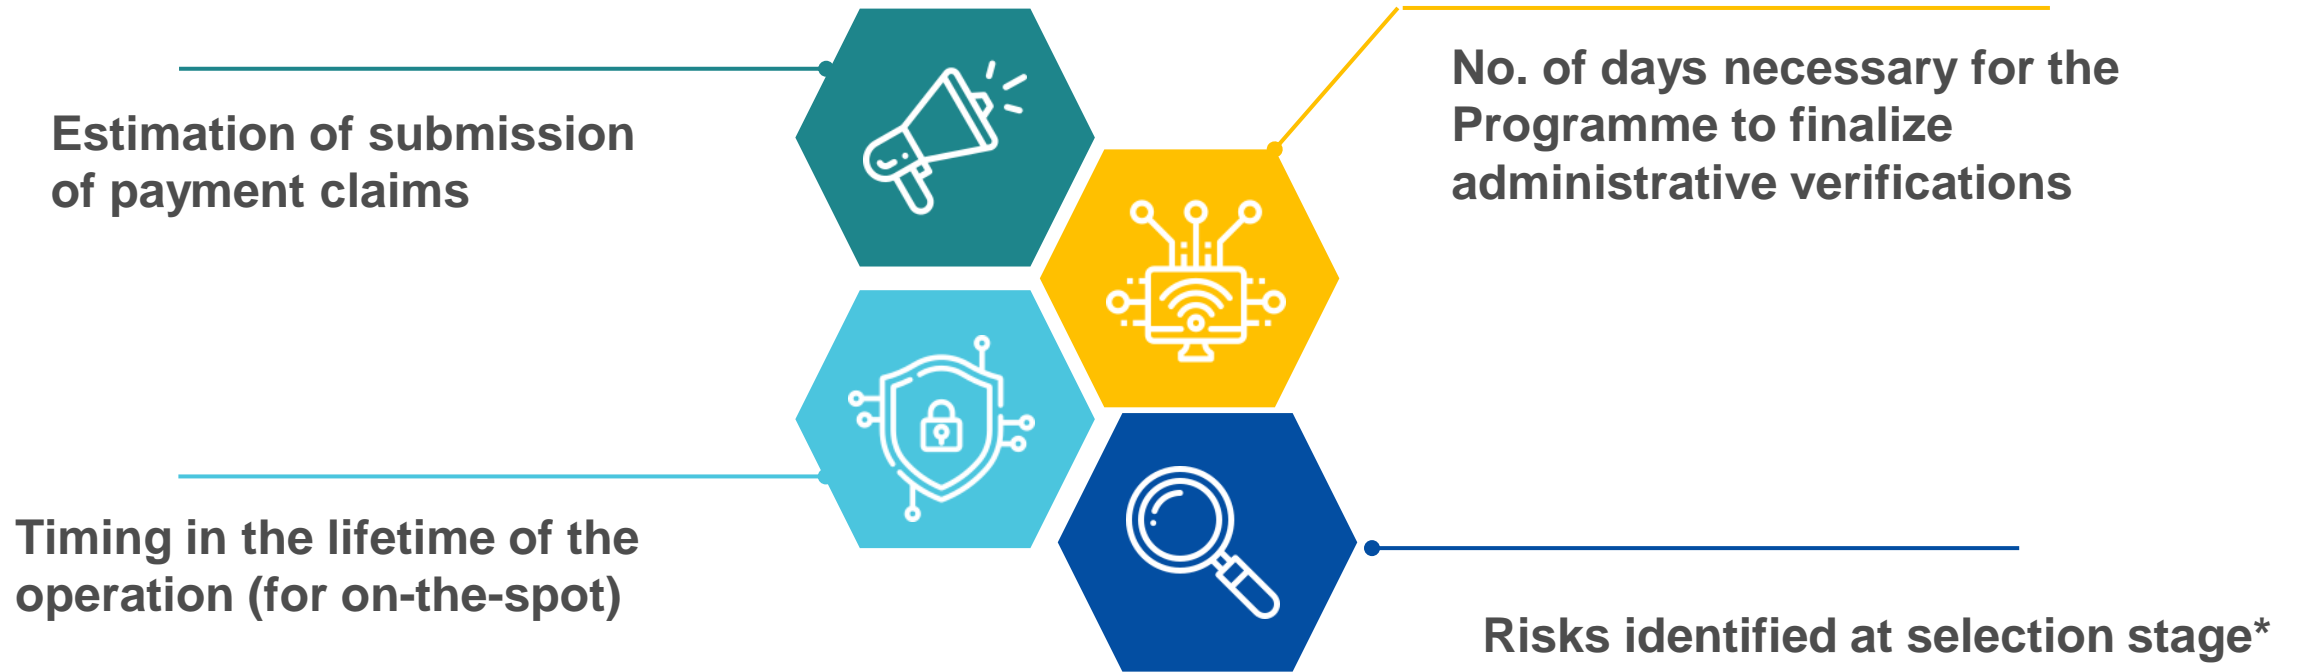 Estimation of submission
of payment claims
No. of days necessary for the
Programme to finalize
administrative verifications
Timing in the lifetime of the
operation (for on-the-spot)
Risks identified at selection stage*